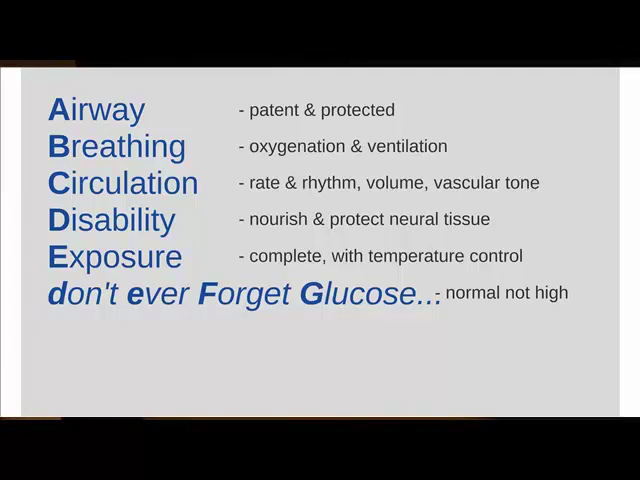 Airway - patent & protected
Breathing - oxygenation & ventilation
Circulation - rate & rhythm, volume, vascular tone
Disability - nourish & protect neural tissue
Exposure - complete, with temperature control
don't ever Forget Glucose... - normal not high